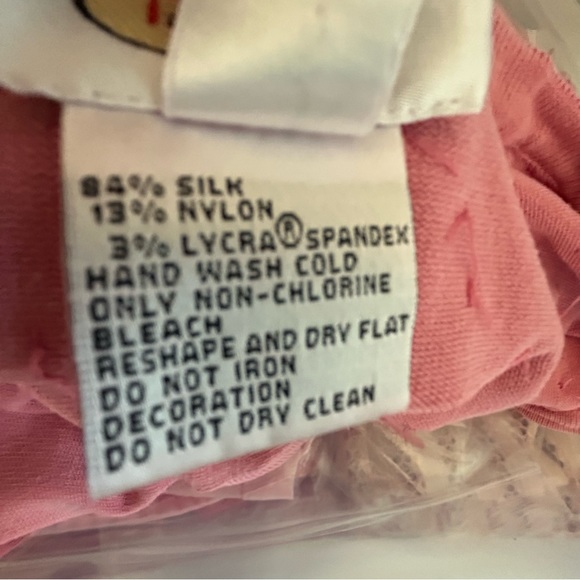 84% SILK
13% NYLON
3% LYCRA® SPANDEX
HAND WASH COLD
ONLY NON-CHLORINE
BLEACH
RESHAPE AND DRY FLAT
DO NOT IRON
DECORATION
DO NOT DRY CLEAN